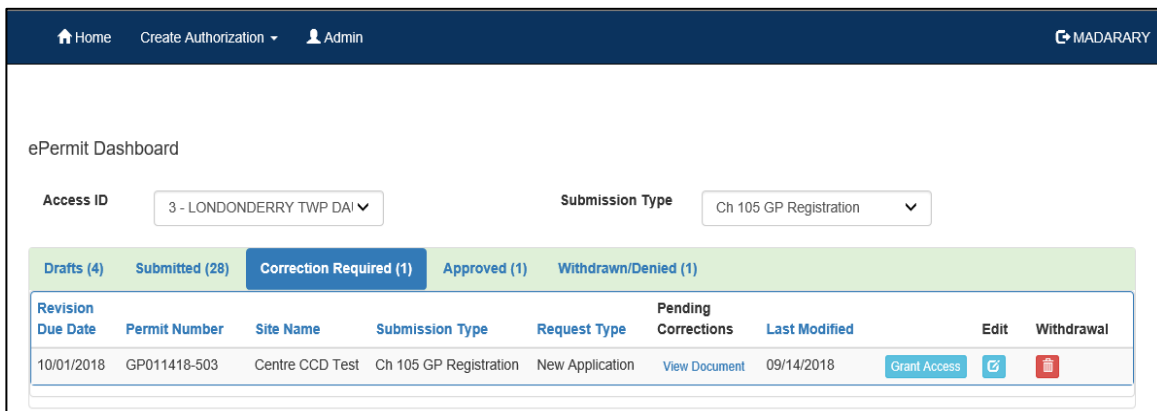 Home Create Authorization Admin MADARARY
ePermit Dashboard
Access ID 3 - LONDONDERRY TWP DAU Submission Type Ch 105 GP Registration
Drafts (4) Submitted (28) Correction Required (1) Approved (1) Withdrawn/Denied (1)
Revision Due Date Permit Number Site Name Submission Type Request Type Pending Corrections Last Modified Edit Withdrawal
10/01/2018 GP011418-503 Centre CCD Test Ch 105 GP Registration New Application View Document 09/14/2018 Grant Access